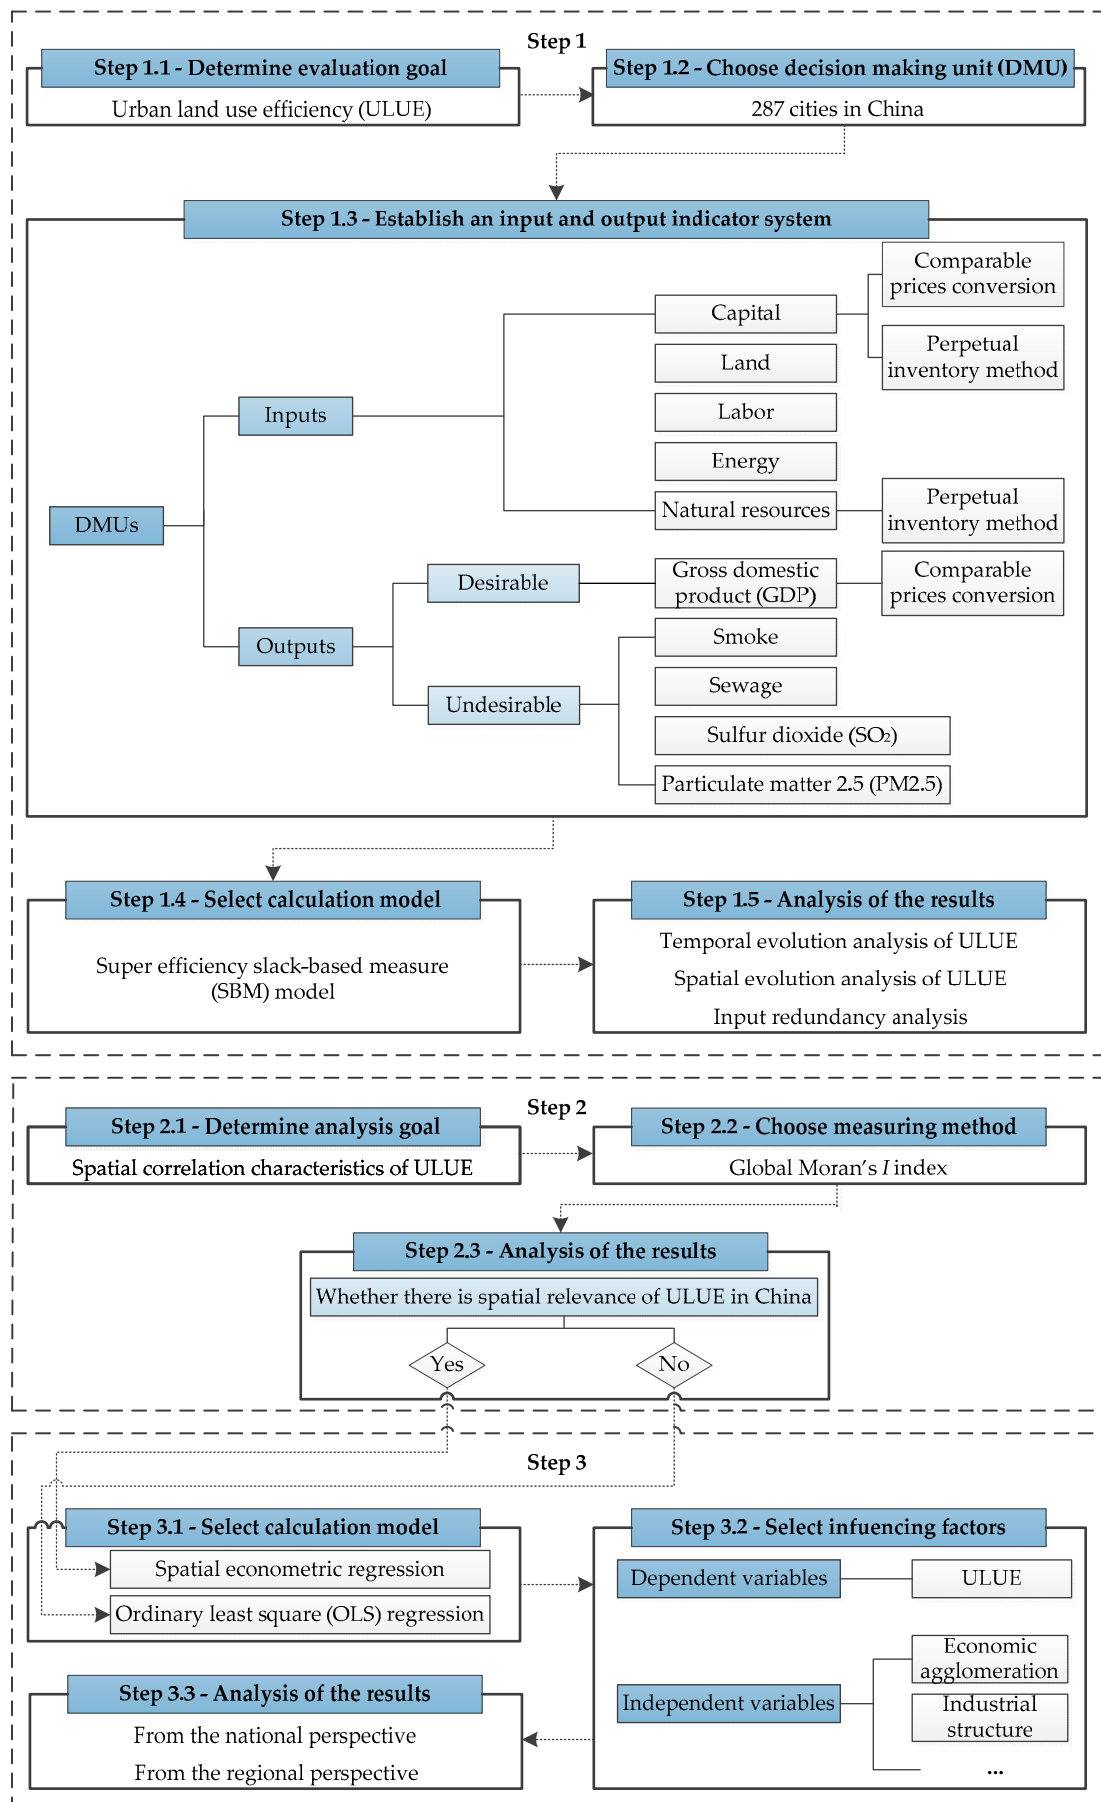 Step 1
Step 1.1 - Determine evaluation goal
Urban land use efficiency (ULUE)
Step 1.2 - Choose decision making unit (DMU)
287 cities in China
Step 1.3 - Establish an input and output indicator system
Comparable
prices conversion
Capital
Perpetual
inventory method
Land
Inputs
Labor
Energy
Natural resources
Perpetual
inventory method
DMUs
Desirable
Gross domestic
product (GDP)
Comparable
prices conversion
Outputs
Smoke
Sewage
Undesirable
Sulfur dioxide (SO₂)
Particulate matter 2.5 (PM2.5)
Step 1.4 - Select calculation model
Super efficiency slack-based measure
(SBM) model
Step 1.5 - Analysis of the results
Temporal evolution analysis of ULUE
Spatial evolution analysis of ULUE
Input redundancy analysis
Step 2
Step 2.1 - Determine analysis goal
Spatial correlation characteristics of ULUE
Step 2.2 - Choose measuring method
Global Moran's I index
Step 2.3 - Analysis of the results
Whether there is spatial relevance of ULUE in China
Yes
No
Step 3
Step 3.1 - Select calculation model
Spatial econometric regression
Ordinary least square (OLS) regression
Step 3.2 - Select infuencing factors
Dependent variables
ULUE
Independent variables
Economic
agglomeration
Industrial
structure
...
Step 3.3 - Analysis of the results
From the national perspective
From the regional perspective